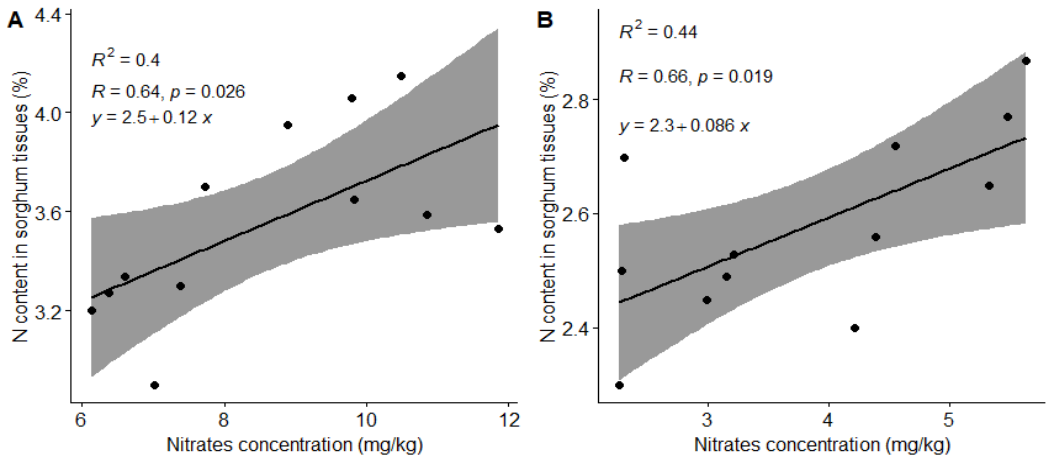 A
N content in sorghum tissues (%)
4.4
4.0
3.6
3.2
R² = 0.4
R = 0.64, p = 0.026
y = 2.5 + 0.12 x
6 8 10 12
Nitrates concentration (mg/kg)
B
N content in sorghum tissues (%)
2.8
2.6
2.4
R² = 0.44
R = 0.66, p = 0.019
y = 2.3 + 0.086 x
3 4 5
Nitrates concentration (mg/kg)